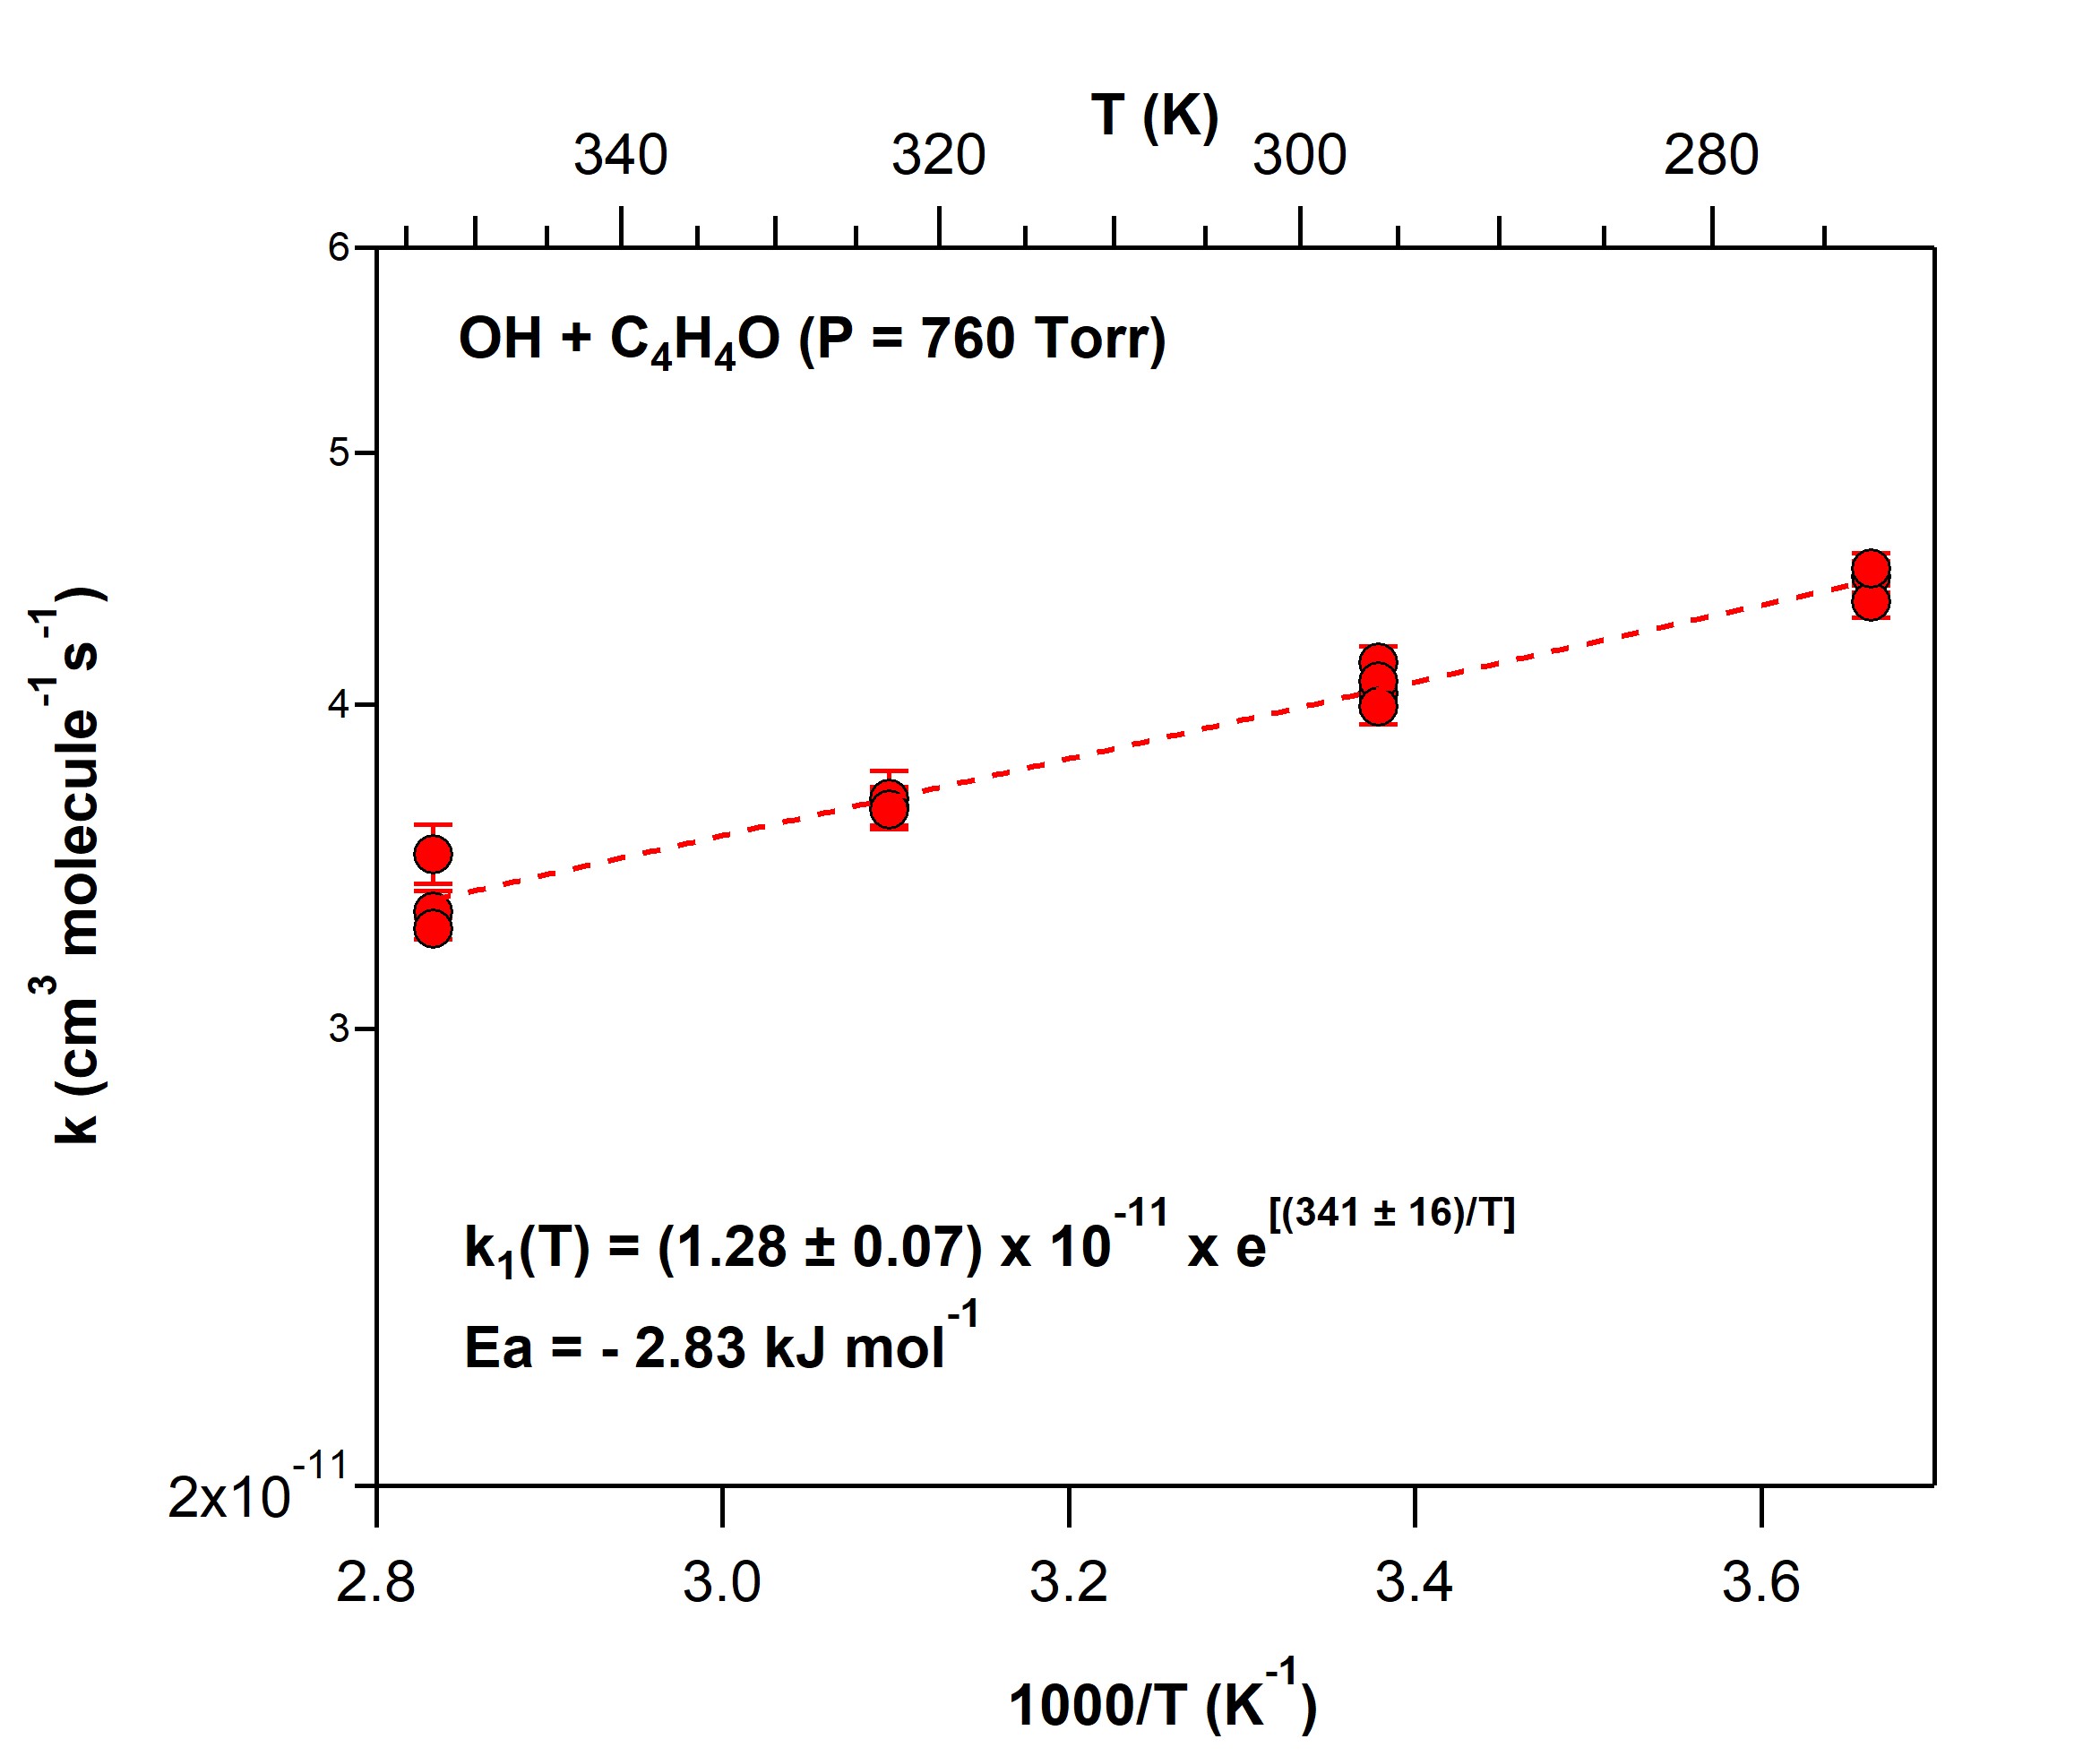 T (K)
340 320 300 280
6
OH + C₄H₄O (P = 760 Torr)
5
4
3
k (cm³ molecule⁻¹ s⁻¹)
k₁(T) = (1.28 ± 0.07) x 10⁻¹¹ x e^[(341 ± 16)/T]
Ea = - 2.83 kJ mol⁻¹
2x10⁻¹¹
2.8 3.0 3.2 3.4 3.6
1000/T (K⁻¹)